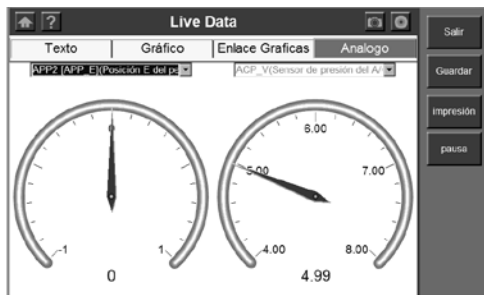 ? Live Data
Texto Gráfico Enlace Graficas Analogo
APP2 [APP_E](Posición E del pe
ACP_V(Sensor de presión del A/
0
-1 1
0
6.00
5.00 7.00
4.00 8.00
4.99
Salir
Guardar
impresión
pausa